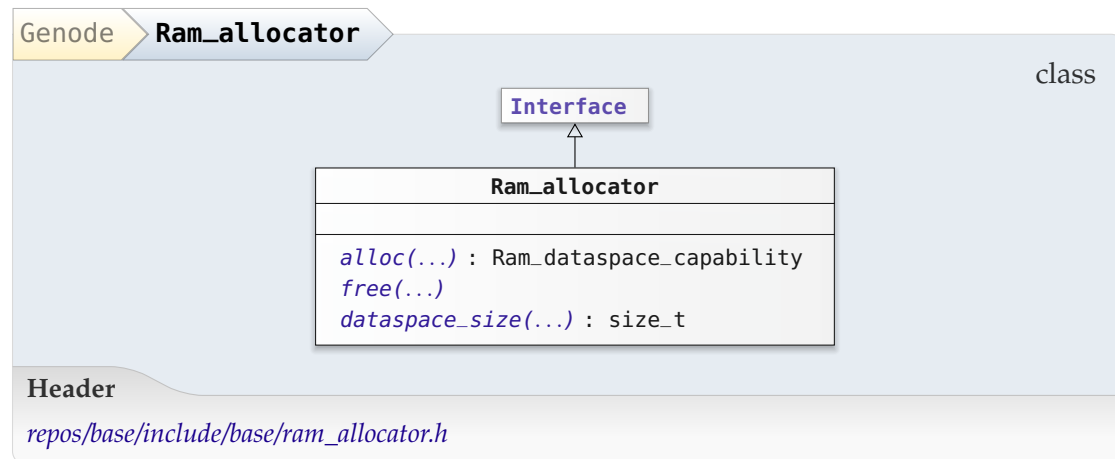 Genode Ram_allocator
class
Interface
Ram_allocator
alloc(...) : Ram_dataspace_capability
free(...)
dataspace_size(...) : size_t
Header
repos/base/include/base/ram_allocator.h